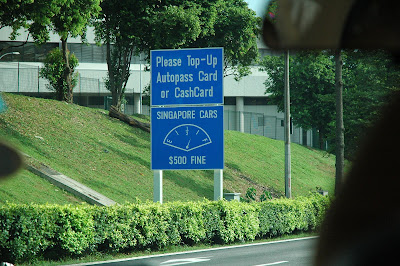 Please Top-Up
Autopass Card
or CashCard
SINGAPORE CARS
E F
$500 FINE